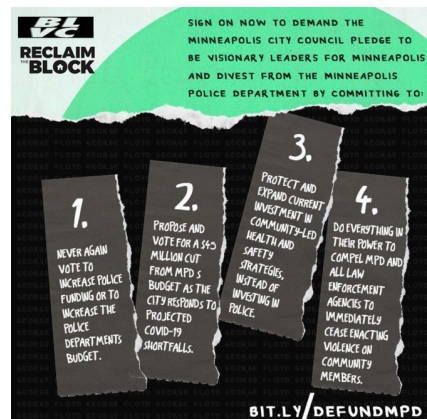 BLVC
RECLAIM
THE BLOCK
SIGN ON NOW TO DEMAND THE
MINNEAPOLIS CITY COUNCIL PLEDGE TO
BE VISIONARY LEADERS FOR MINNEAPOLIS
AND DIVEST FROM THE MINNEAPOLIS
POLICE DEPARTMENT BY COMMITTING TO:
1.
NEVER AGAIN
VOTE TO
INCREASE POLICE
FUNDING OR TO
INCREASE THE
POLICE
DEPARTMENTS
BUDGET.
2.
PROPOSE AND
VOTE FOR A $45
MILLION CUT
FROM MPD S
BUDGET AS THE
CITY RESPONDS TO
PROJECTED
COVID-19
SHORTFALLS.
3.
PROTECT AND
EXPAND CURRENT
INVESTMENT IN
COMMUNITY-LED
HEALTH AND
SAFETY
STRATEGIES,
INSTEAD OF
INVESTING IN
POLICE.
4.
DO EVERYTHING IN
THEIR POWER TO
COMPEL MPD AND
ALL LAW
ENFORCEMENT
AGENCIES TO
IMMEDIATELY
CEASE ENACTING
VIOLENCE ON
COMMUNITY
MEMBERS.
BIT.LY/DEFUNDMPD